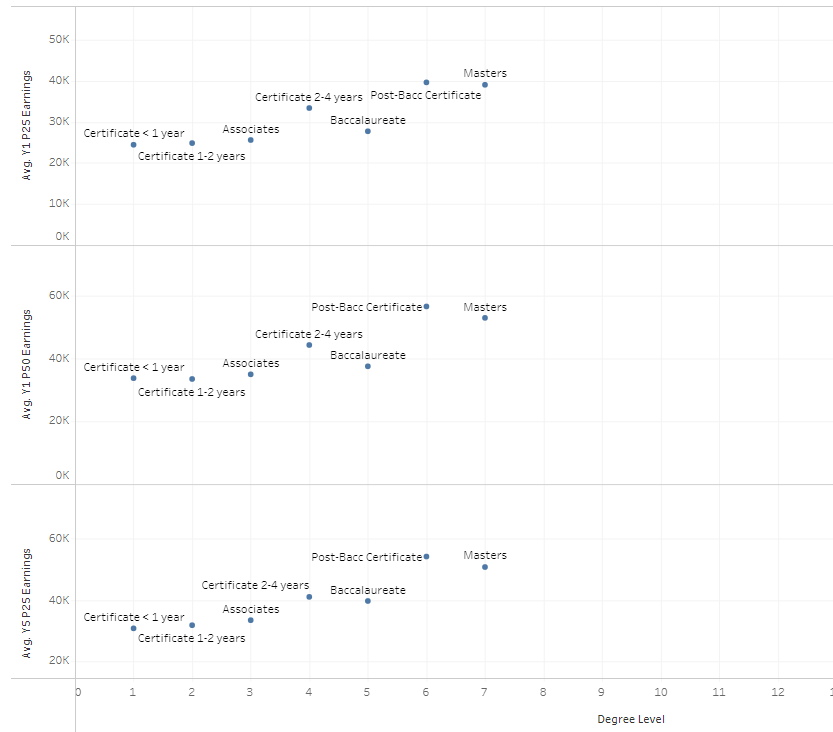 Avg. Y1 P25 Earnings
50K
40K
30K
20K
10K
0K
Masters
Certificate 2-4 years
Post-Bacc Certificate
Baccalaureate
Associates
Certificate < 1 year
Certificate 1-2 years
Avg. Y1 P50 Earnings
60K
40K
20K
0K
Post-Bacc Certificate
Masters
Certificate 2-4 years
Baccalaureate
Associates
Certificate < 1 year
Certificate 1-2 years
Avg. Y5 P25 Earnings
60K
40K
20K
Post-Bacc Certificate
Masters
Certificate 2-4 years
Baccalaureate
Associates
Certificate < 1 year
Certificate 1-2 years
0 1 2 3 4 5 6 7 8 9 10 11 12
Degree Level